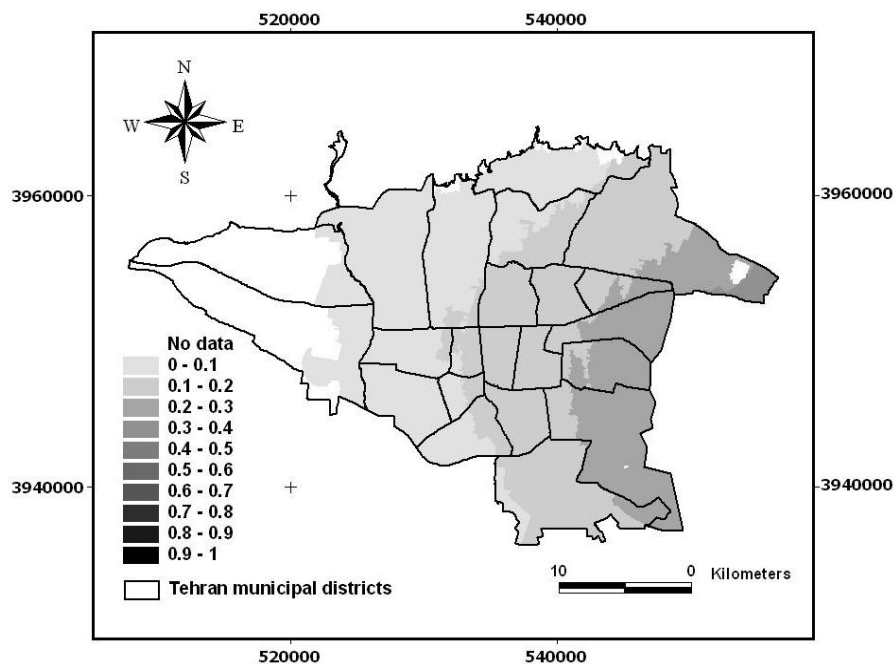 520000 540000
N
W E
S
3960000 3960000
No data
0 - 0.1
0.1 - 0.2
0.2 - 0.3
0.3 - 0.4
0.4 - 0.5
0.5 - 0.6
0.6 - 0.7
0.7 - 0.8
0.8 - 0.9
0.9 - 1
3940000 3940000
Tehran municipal districts
10 0 Kilometers
520000 540000